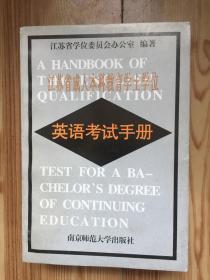 江苏省学位委员会办公室 编著
A HANDBOOK OF
江苏省成人本科教育学士学位
QUALIFICATION
英语考试手册
TEST FOR A BA-
CHELOR'S DEGREE
OF CONTINUING
EDUCATION
南京师范大学出版社